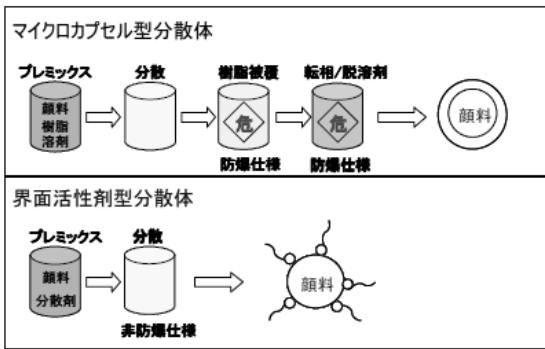 マイクロカプセル型分散体
プレミックス 分散 樹脂被覆 転相/脱溶剤
顔料
樹脂
溶剤
危
危
顔料
防爆仕様 防爆仕様
界面活性剤型分散体
プレミックス 分散
顔料
分散剤
顔料
非防爆仕様